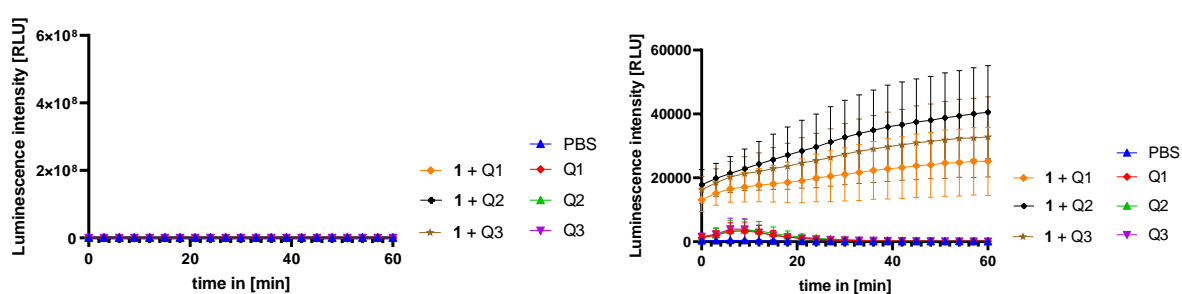 Luminescence intensity [RLU]
6×10⁸
4×10⁸
2×10⁸
0
0 20 40 60
time in [min]
PBS
1 + Q1 Q1
1 + Q2 Q2
1 + Q3 Q3
Luminescence intensity [RLU]
60000
40000
20000
0
0 20 40 60
time in [min]
PBS
1 + Q1 Q1
1 + Q2 Q2
1 + Q3 Q3